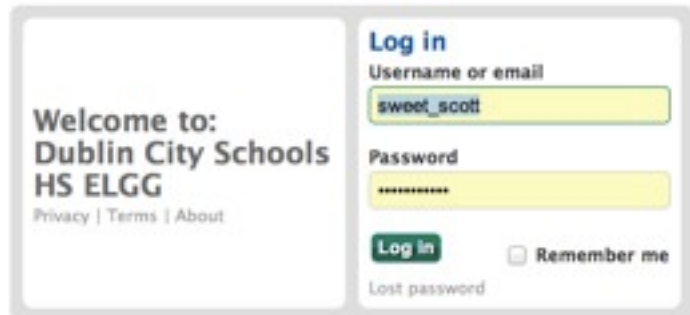 Welcome to:
Dublin City Schools
HS ELGG
Privacy | Terms | About
Log in
Username or email
sweet_scott
Password
•••••••••••
Log in
Remember me
Lost password